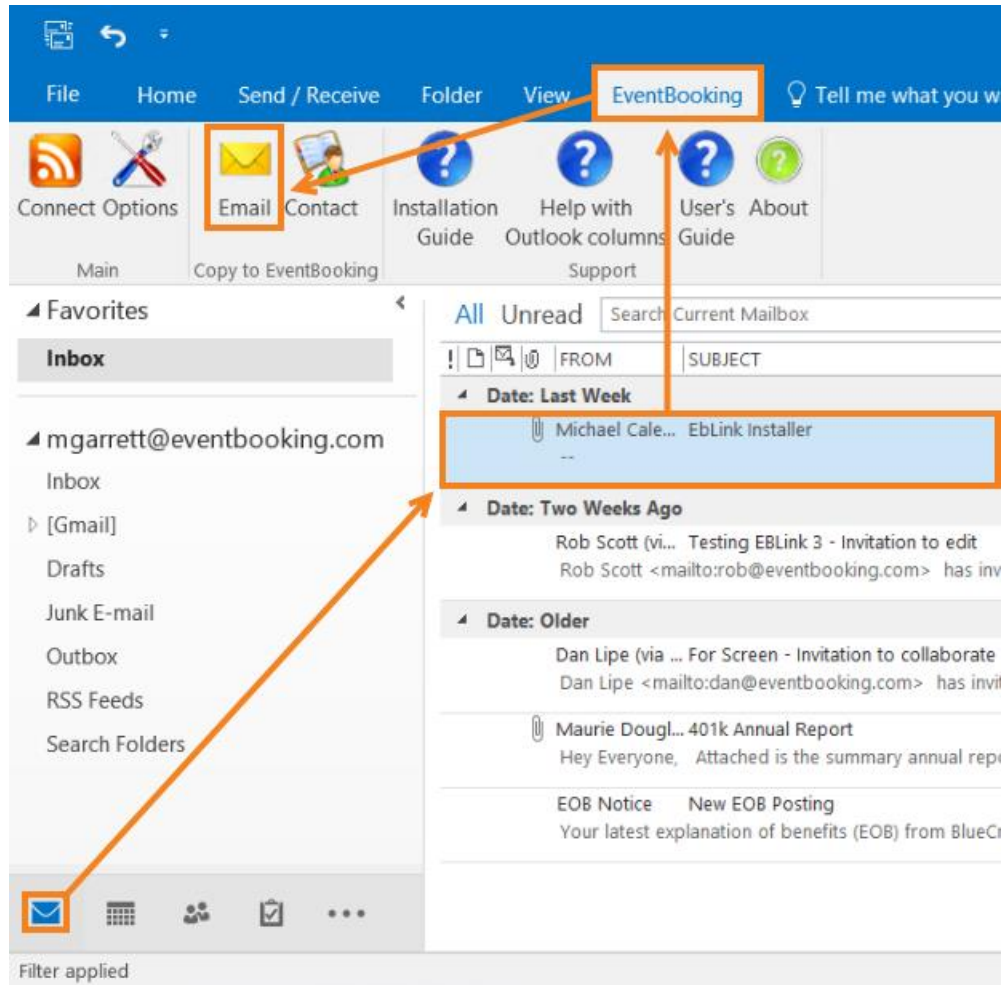 File Home Send / Receive Folder View EventBooking Tell me what you w
Connect Options Email Contact Installation Guide Help with Outlook columns User's Guide About
Main Copy to EventBooking Support
Favorites
Inbox
mgarrett@eventbooking.com
Inbox
[Gmail]
Drafts
Junk E-mail
Outbox
RSS Feeds
Search Folders
All Unread Search Current Mailbox
! FROM SUBJECT
Date: Last Week
Michael Cale... EbLink Installer
--
Date: Two Weeks Ago
Rob Scott (vi... Testing EBLink 3 - Invitation to edit
Rob Scott <mailto:rob@eventbooking.com> has inv
Date: Older
Dan Lipe (via ... For Screen - Invitation to collaborate
Dan Lipe <mailto:dan@eventbooking.com> has invit
Maurie Dougl... 401k Annual Report
Hey Everyone, Attached is the summary annual repo
EOB Notice New EOB Posting
Your latest explanation of benefits (EOB) from BlueCr
Filter applied